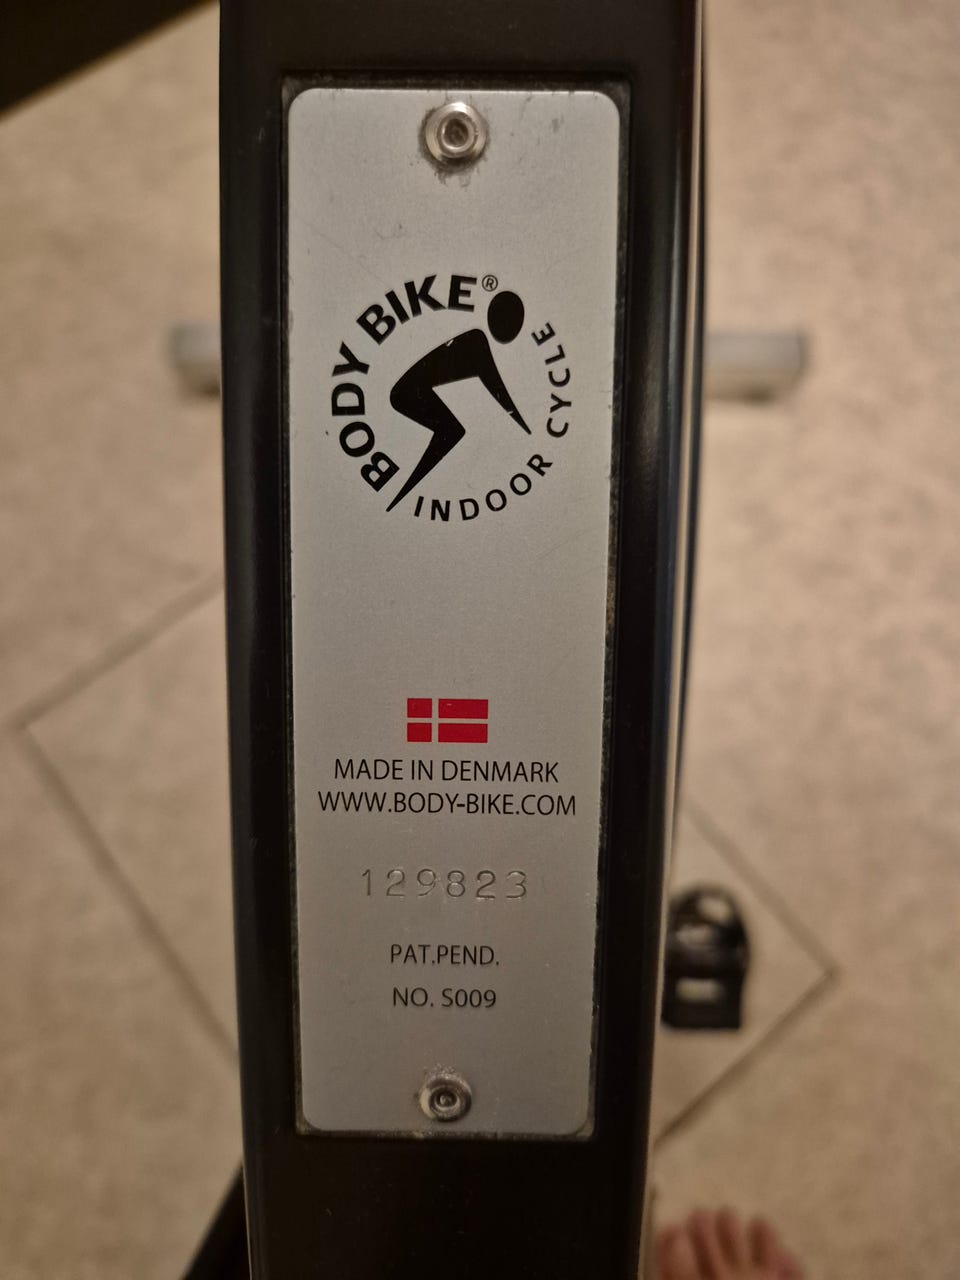 BODY BIKE®
INDOOR CYCLE
MADE IN DENMARK
WWW.BODY-BIKE.COM
129823
PAT.PEND.
NO. S009